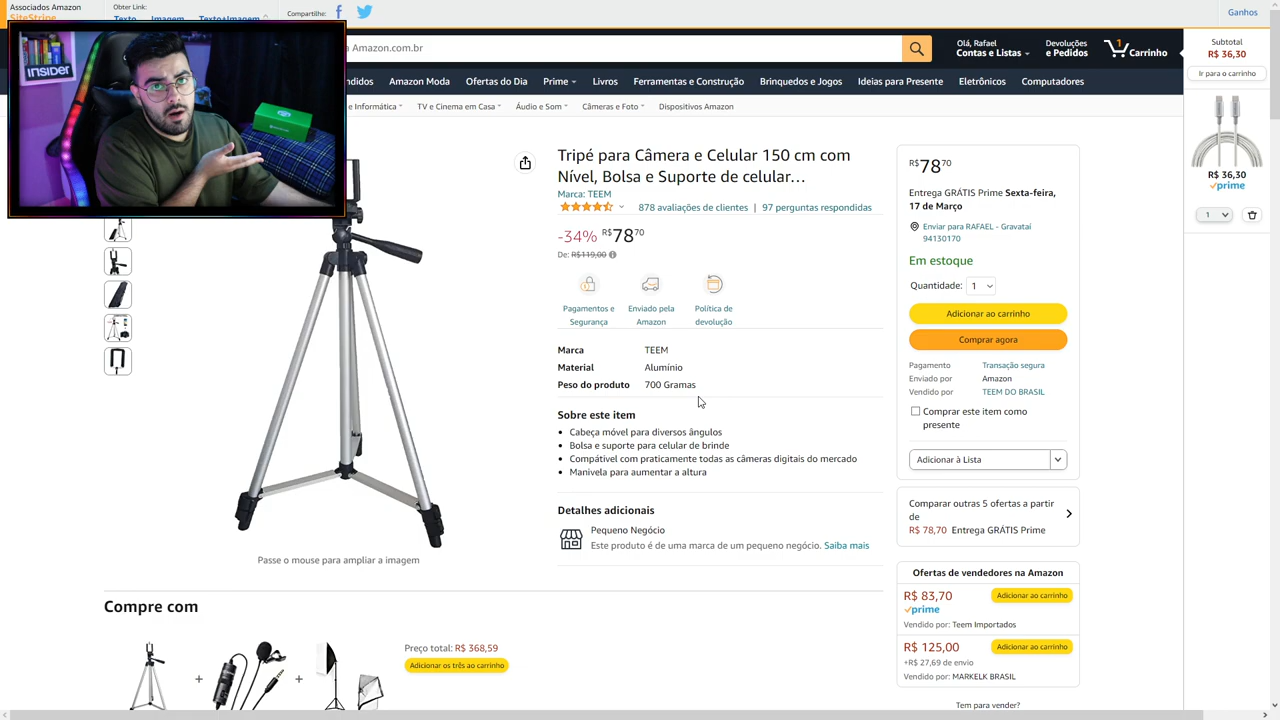 Associados Amazon
SiteStripe
Obter Link:
Texto
Imagem
Texto+Imagem
Compartilhe:
Ganhos
INSIDER
Amazon.com.br
Olá, Rafael
Contas e Listas
Devoluções
e Pedidos
1
Carrinho
Subtotal
R$ 36,30
Ir para o carrinho
Amazon Moda
Ofertas do Dia
Prime
Livros
Ferramentas e Construção
Brinquedos e Jogos
Ideias para Presente
Eletrônicos
Computadores
e Informática
TV e Cinema em Casa
Áudio e Som
Câmeras e Foto
Dispositivos Amazon
R$ 36,30
prime
1
Tripé para Câmera e Celular 150 cm com
Nível, Bolsa e Suporte de celular…
Marca: TEEM
878 avaliações de clientes | 97 perguntas respondidas
-34% R$7870
De: R$119,00
Pagamentos e
Segurança
Enviado pela
Amazon
Política de
devolução
Marca TEEM
Material Alumínio
Peso do produto 700 Gramas
Sobre este item
Cabeça móvel para diversos ângulos
Bolsa e suporte para celular de brinde
Compatível com praticamente todas as câmeras digitais do mercado
Manivela para aumentar a altura
Detalhes adicionais
Pequeno Negócio
Este produto é de uma marca de um pequeno negócio. Saiba mais
Passe o mouse para ampliar a imagem
R$7870
Entrega GRÁTIS Prime Sexta-feira,
17 de Março
Enviar para RAFAEL - Gravataí
94130170
Em estoque
Quantidade: 1
Adicionar ao carrinho
Comprar agora
Pagamento Transação segura
Enviado por Amazon
Vendido por TEEM DO BRASIL
Comprar este item como
presente
Adicionar à Lista
Comparar outras 5 ofertas a partir
de
R$ 78,70 Entrega GRÁTIS Prime
Ofertas de vendedores na Amazon
R$ 83,70
Adicionar ao carrinho
prime
Vendido por: Teem Importados
R$ 125,00
Adicionar ao carrinho
+R$ 27,69 de envio
Vendido por: MARKELK BRASIL
Tem para vender?
Compre com
Preço total: R$ 368,59
Adicionar os três ao carrinho
+
+